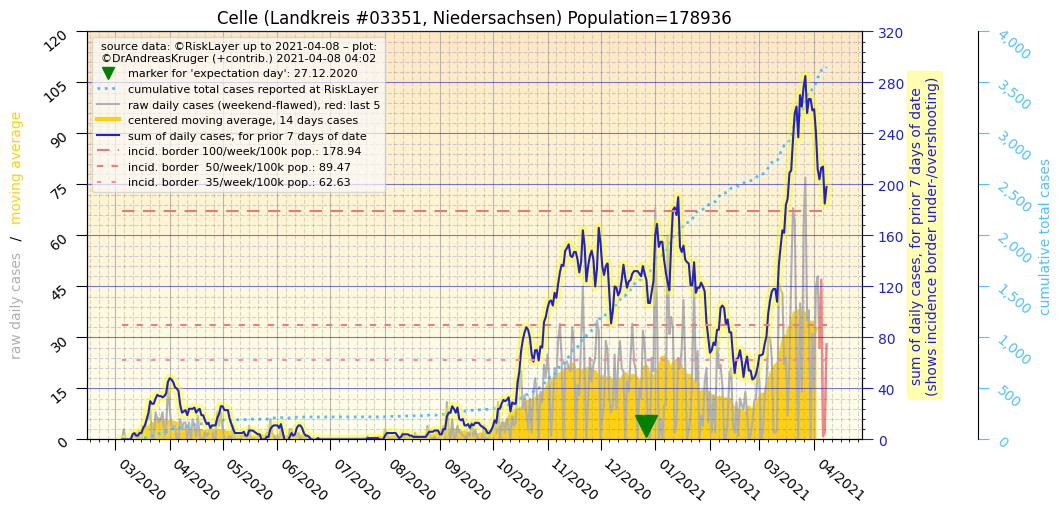 Celle (Landkreis #03351, Niedersachsen) Population=178936
source data: ©RiskLayer up to 2021-04-08 – plot:
©DrAndreasKruger (+contrib.) 2021-04-08 04:02
marker for 'expectation day': 27.12.2020
cumulative total cases reported at RiskLayer
raw daily cases (weekend-flawed), red: last 5
centered moving average, 14 days cases
sum of daily cases, for prior 7 days of date
incid. border 100/week/100k pop.: 178.94
incid. border  50/week/100k pop.: 89.47
incid. border  35/week/100k pop.: 62.63
raw daily cases / moving average
120
105
90
75
60
45
30
15
0
03/2020
04/2020
05/2020
06/2020
07/2020
08/2020
09/2020
10/2020
11/2020
12/2020
01/2021
02/2021
03/2021
04/2021
320
280
240
200
160
120
80
40
0
sum of daily cases, for prior 7 days of date
(shows incidence border under-/overshooting)
4,000
3,500
3,000
2,500
2,000
1,500
1,000
500
0
cumulative total cases